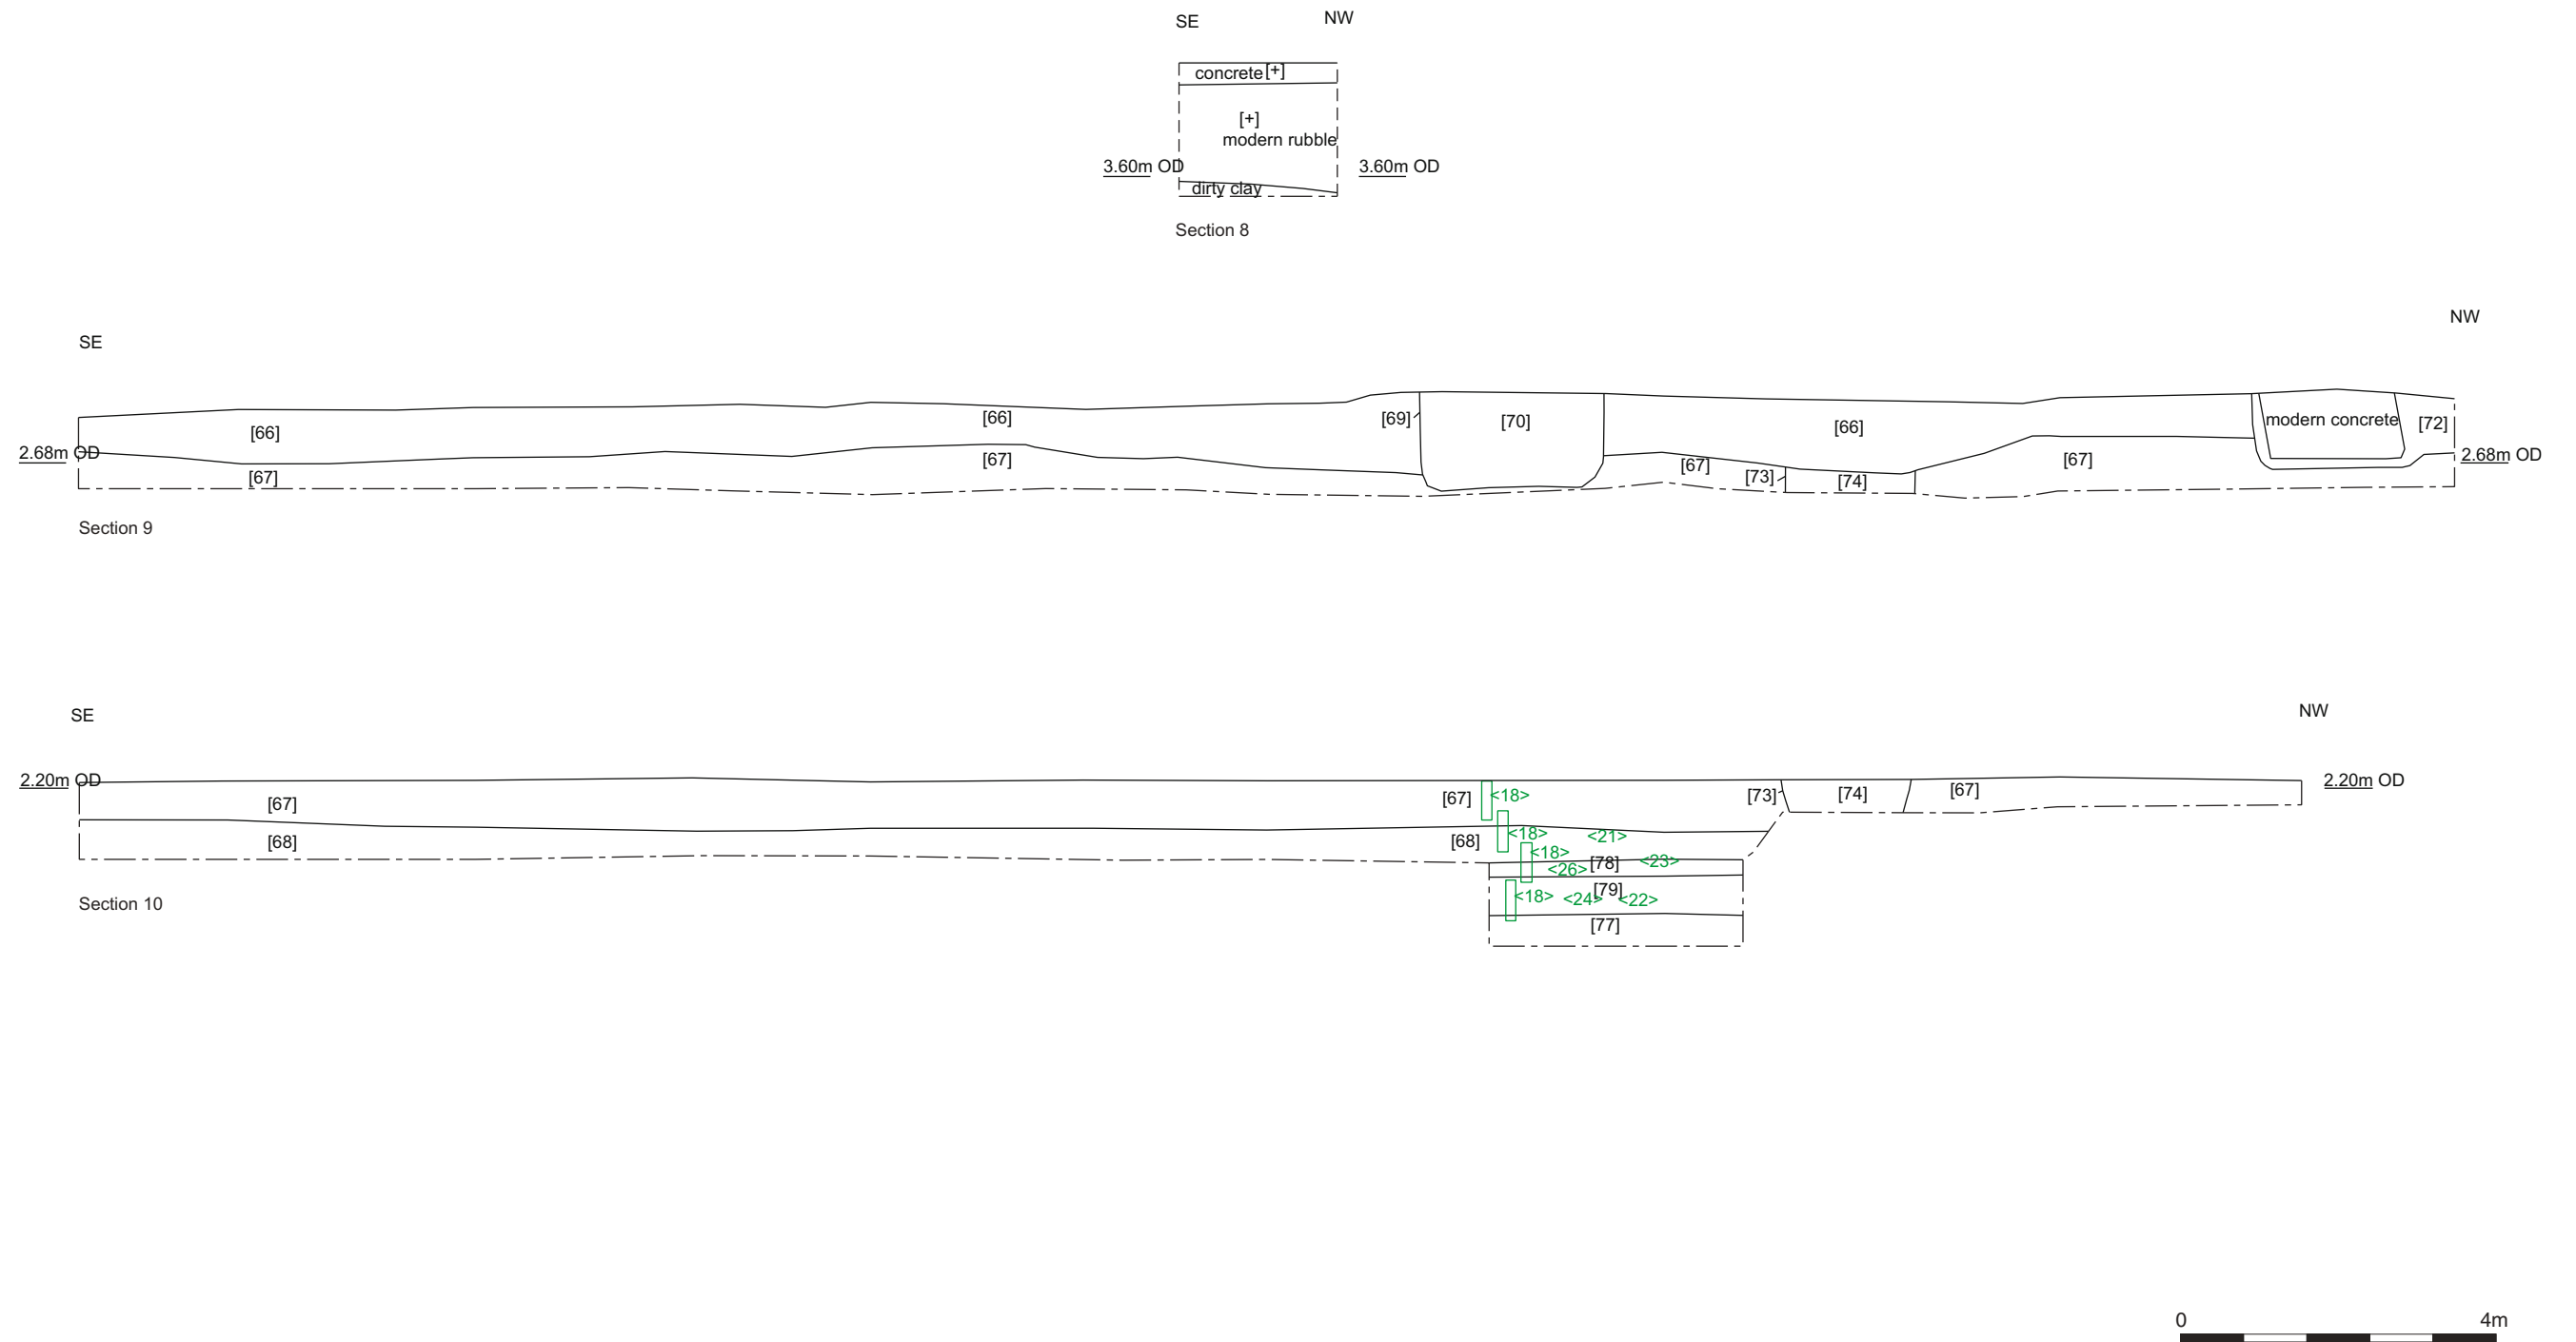 SE NW
concrete [+]
[+]
modern rubble
3.60m OD 3.60m OD
dirty clay
Section 8
NW
SE
[66] [66] [69] [70] [66] modern concrete [72]
2.68m OD [67] [67] [67] [73] [74] [67] 2.68m OD
Section 9
SE NW
2.20m OD 2.20m OD
[67] [67] <18> [73] [74] [67]
[68] [68] <18> <21>
<18> [78] <23>
<26>
[79]
<18> <24> <22>
Section 10
[77]
0 4m